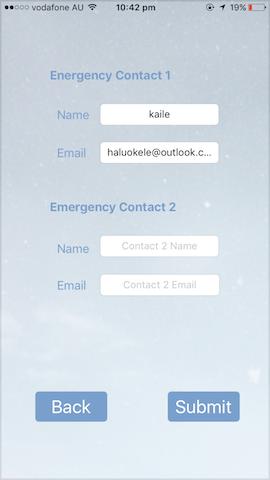 vodafone AU 10:42 pm 19%
Energency Contact 1
Name kaile
Email haluokele@outlook.c...
Emergency Contact 2
Name Contact 2 Name
Email Contact 2 Email
Back Submit